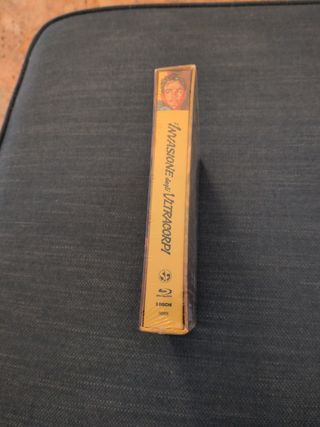 L'INVASIONE degli ULTRACORPI